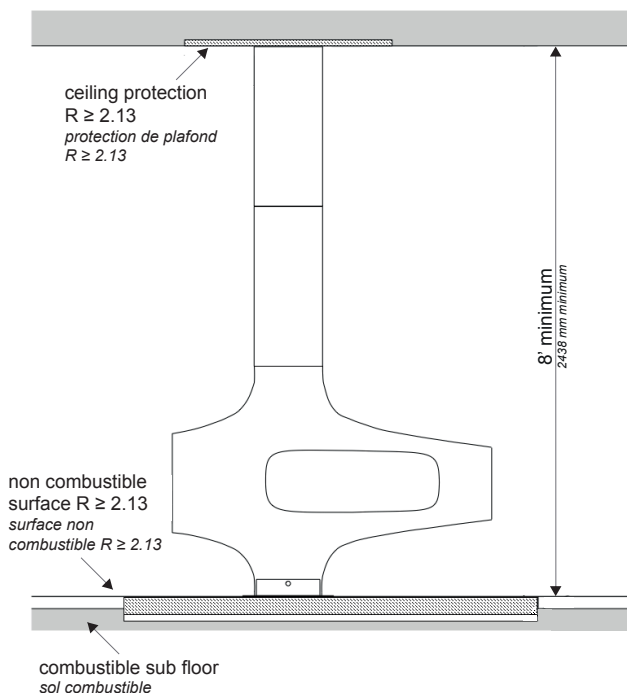 ceiling protection
R ≥ 2.13
protection de plafond
R ≥ 2.13
8' minimum
2438 mm minimum
non combustible
surface R ≥ 2.13
surface non
combustible R ≥ 2.13
combustible sub floor
sol combustible